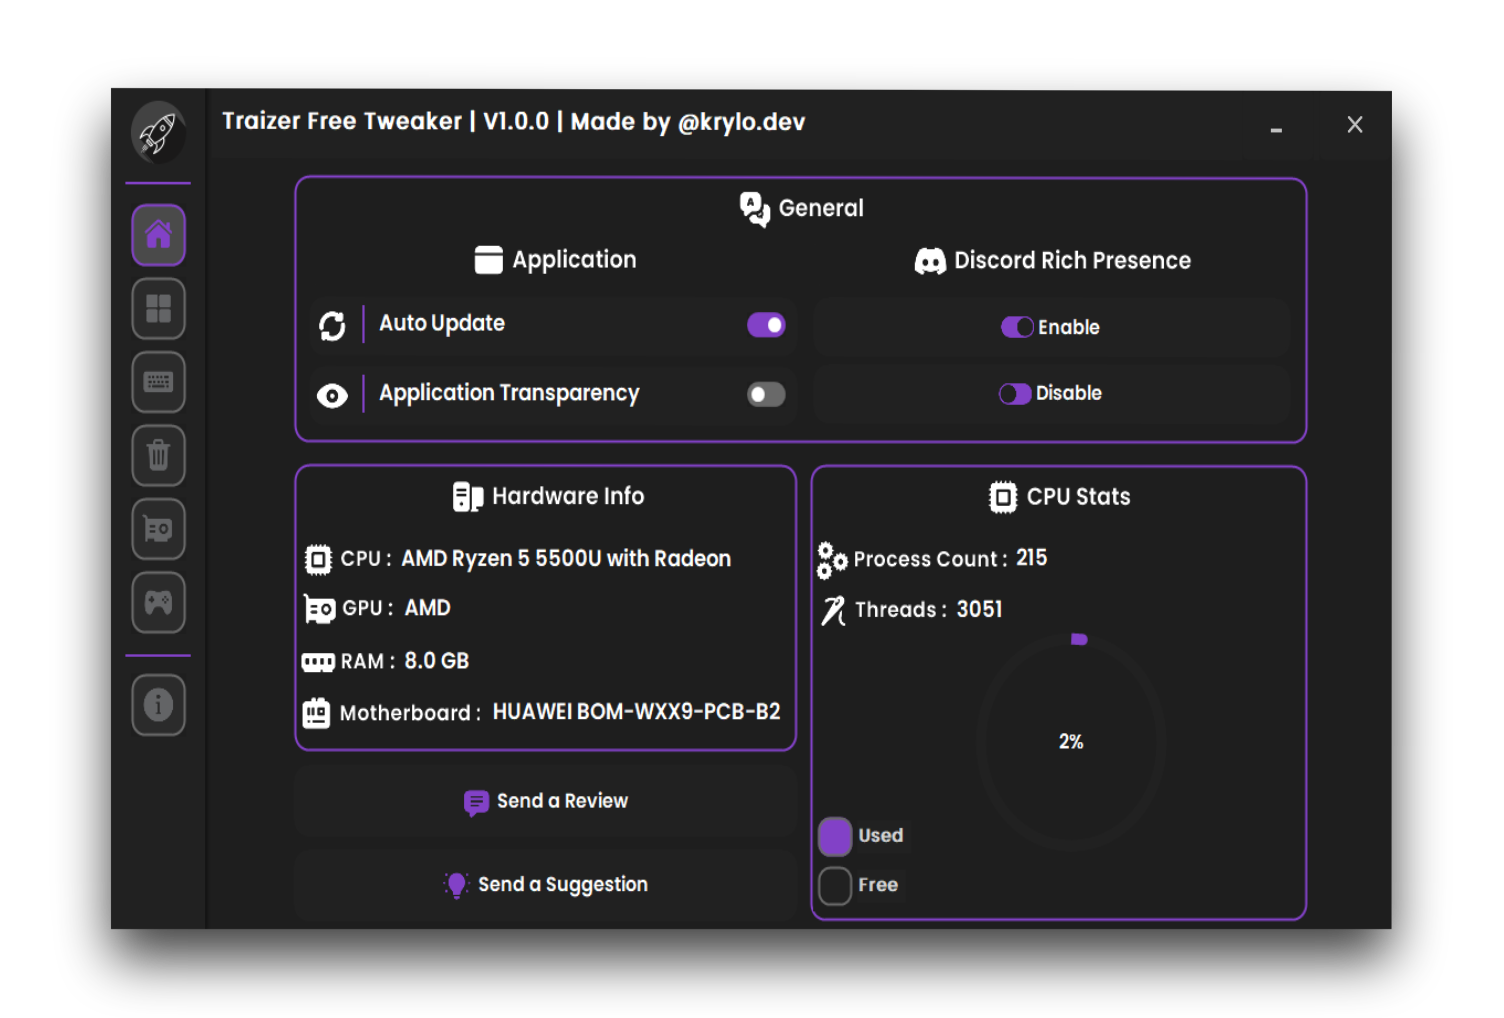 Traizer Free Tweaker | V1.0.0 | Made by @krylo.dev
General
Application
Discord Rich Presence
Auto Update
Enable
Application Transparency
Disable
Hardware Info
CPU : AMD Ryzen 5 5500U with Radeon
GPU : AMD
RAM : 8.0 GB
Motherboard : HUAWEI BOM-WXX9-PCB-B2
CPU Stats
Process Count : 215
Threads : 3051
2%
Used
Free
Send a Review
Send a Suggestion